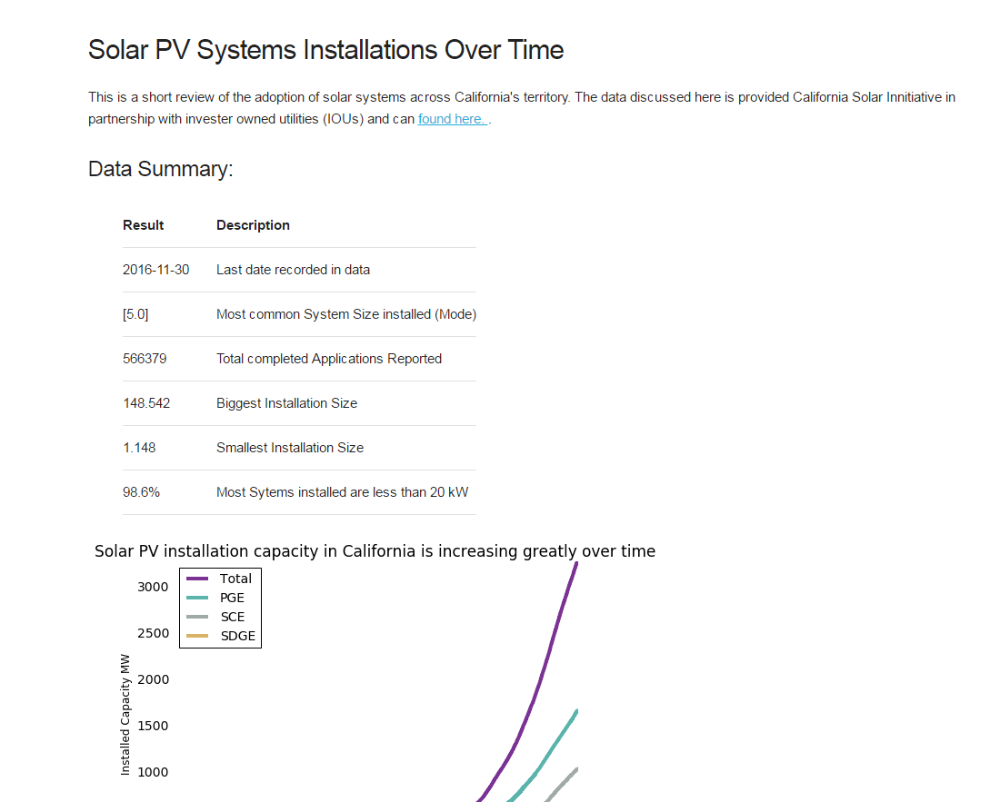 Solar PV Systems Installations Over Time
This is a short review of the adoption of solar systems across California's territory. The data discussed here is provided California Solar Innitiative in
partnership with invester owned utilities (IOUs) and can found here. .
Data Summary:
Result Description
2016-11-30 Last date recorded in data
[5.0] Most common System Size installed (Mode)
566379 Total completed Applications Reported
148.542 Biggest Installation Size
1.148 Smallest Installation Size
98.6% Most Sytems installed are less than 20 kW
Solar PV installation capacity in California is increasing greatly over time
Total
PGE
SCE
SDGE
3000
2500
2000
1500
1000
Installed Capacity MW